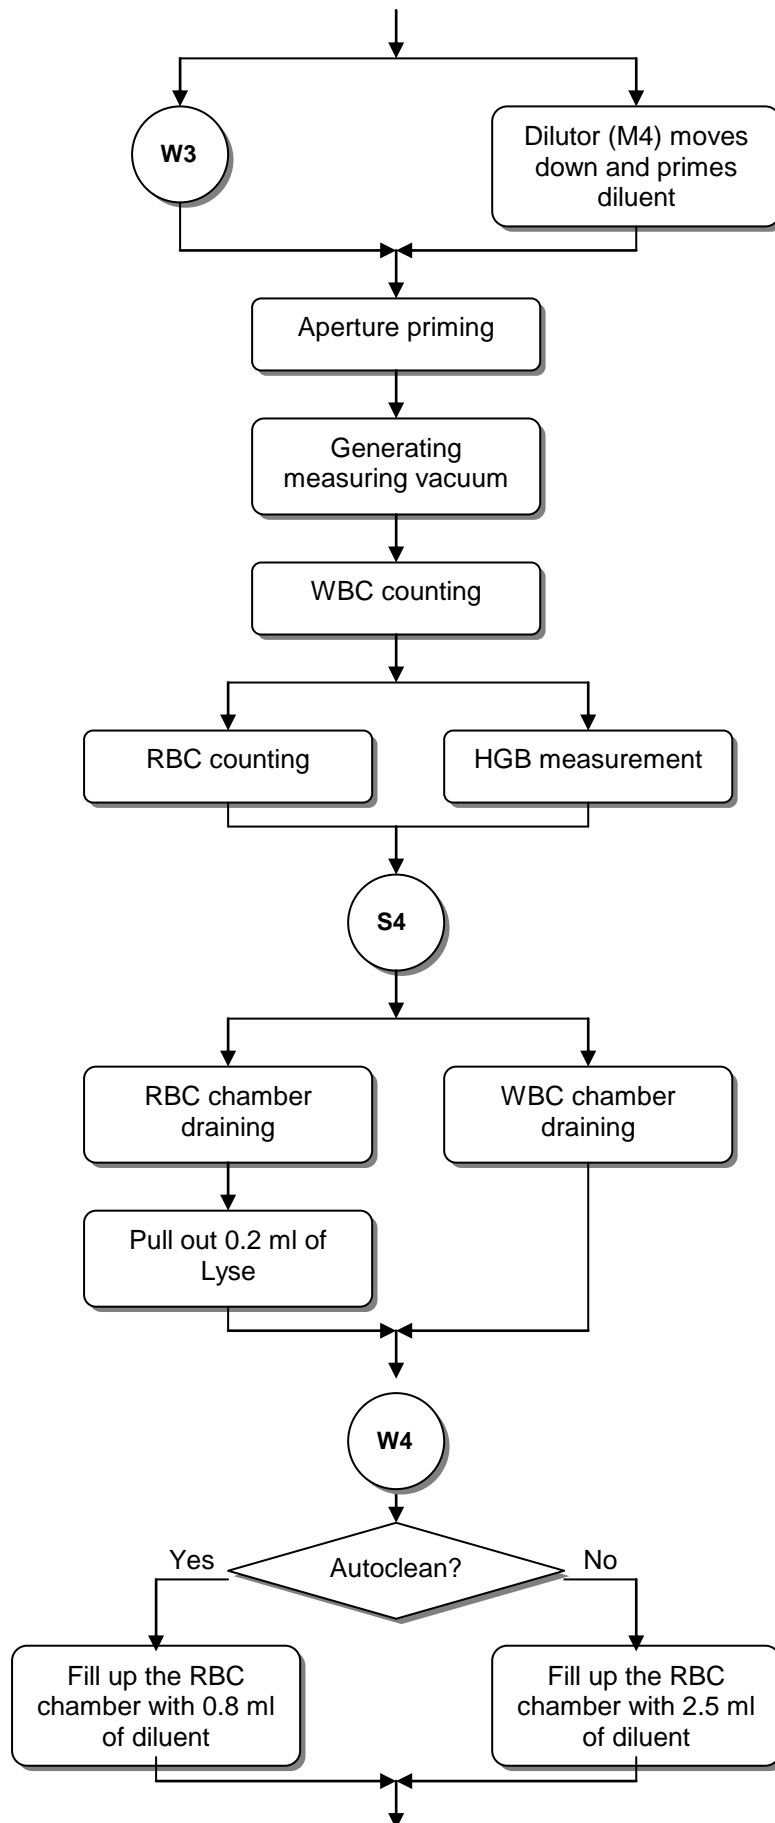 W3
Dilutor (M4) moves
down and primes
diluent
Aperture priming
Generating
measuring vacuum
WBC counting
RBC counting
HGB measurement
S4
RBC chamber
draining
WBC chamber
draining
Pull out 0.2 ml of
Lyse
W4
Yes
Autoclean?
No
Fill up the RBC
chamber with 0.8 ml
of diluent
Fill up the RBC
chamber with 2.5 ml
of diluent